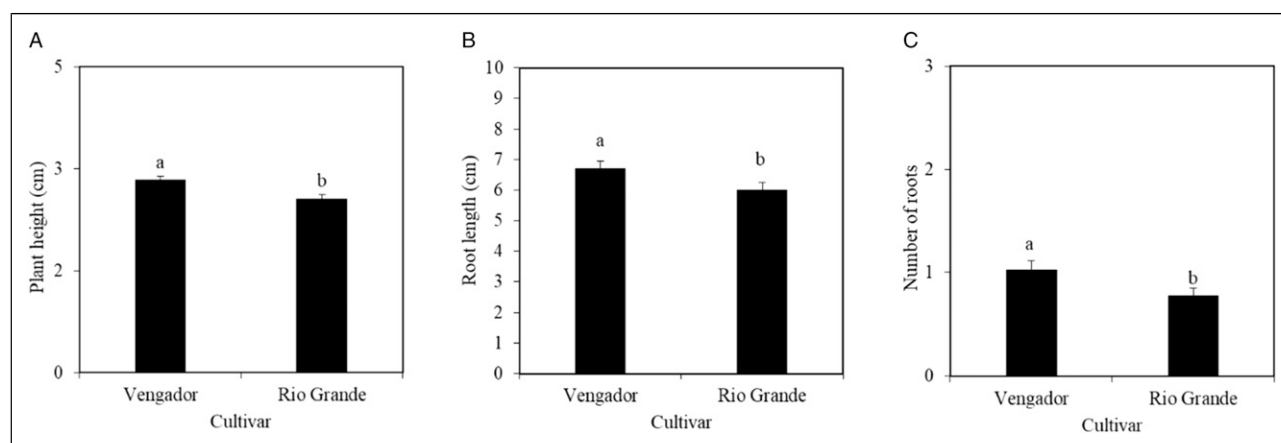 A
Plant height (cm)
5
3
2
0
a
b
Vengador Rio Grande
Cultivar
B
Root length (cm)
10
9
8
7
6
5
4
3
2
1
0
a
b
Vengador Rio Grande
Cultivar
C
Number of roots
3
2
1
0
a
b
Vengador Rio Grande
Cultivar